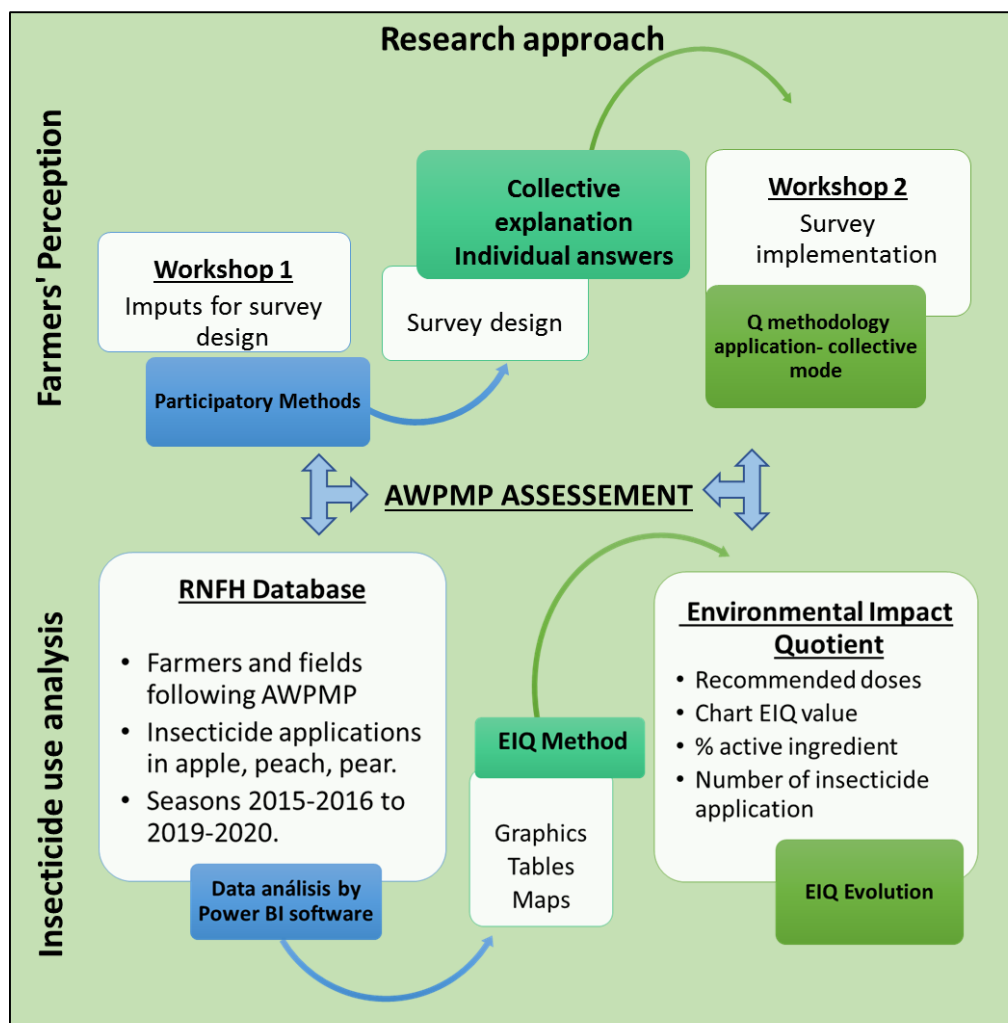 Research approach
Farmers' Perception
Workshop 1
Imputs for survey
design
Participatory Methods
Survey design
Collective
explanation
Individual answers
Workshop 2
Survey
implementation
Q methodology
application- collective
mode
AWPMP ASSESSEMENT
Insecticide use analysis
RNFH Database
• Farmers and fields
following AWPMP
• Insecticide applications
in apple, peach, pear.
• Seasons 2015-2016 to
2019-2020.
Data análisis by
Power BI software
EIQ Method
Graphics
Tables
Maps
Environmental Impact
Quotient
• Recommended doses
• Chart EIQ value
• % active ingredient
• Number of insecticide
application
EIQ Evolution